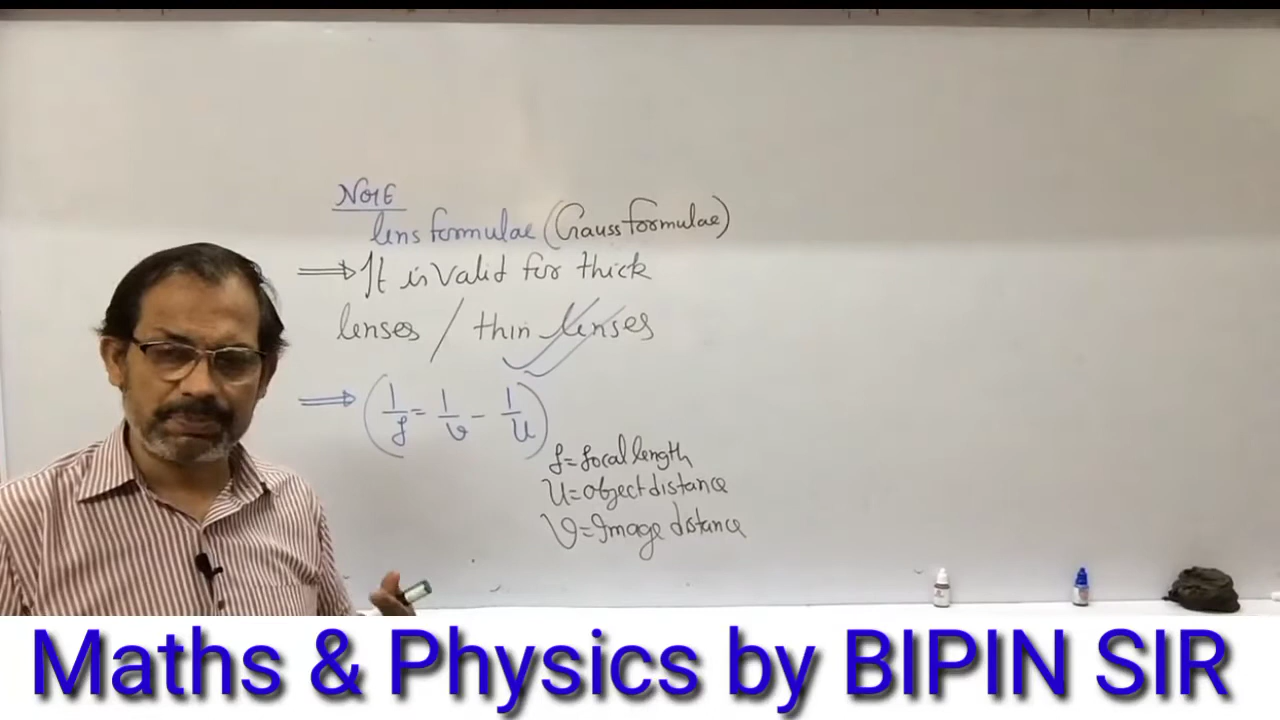 NOTE
lens formulae (Gauss formulae)
⇒ It is valid for thick
lenses / thin lenses
⇒ (1/f = 1/v - 1/u)
f = focal length
U = object distance
V = Image distance
Maths & Physics by BIPIN SIR